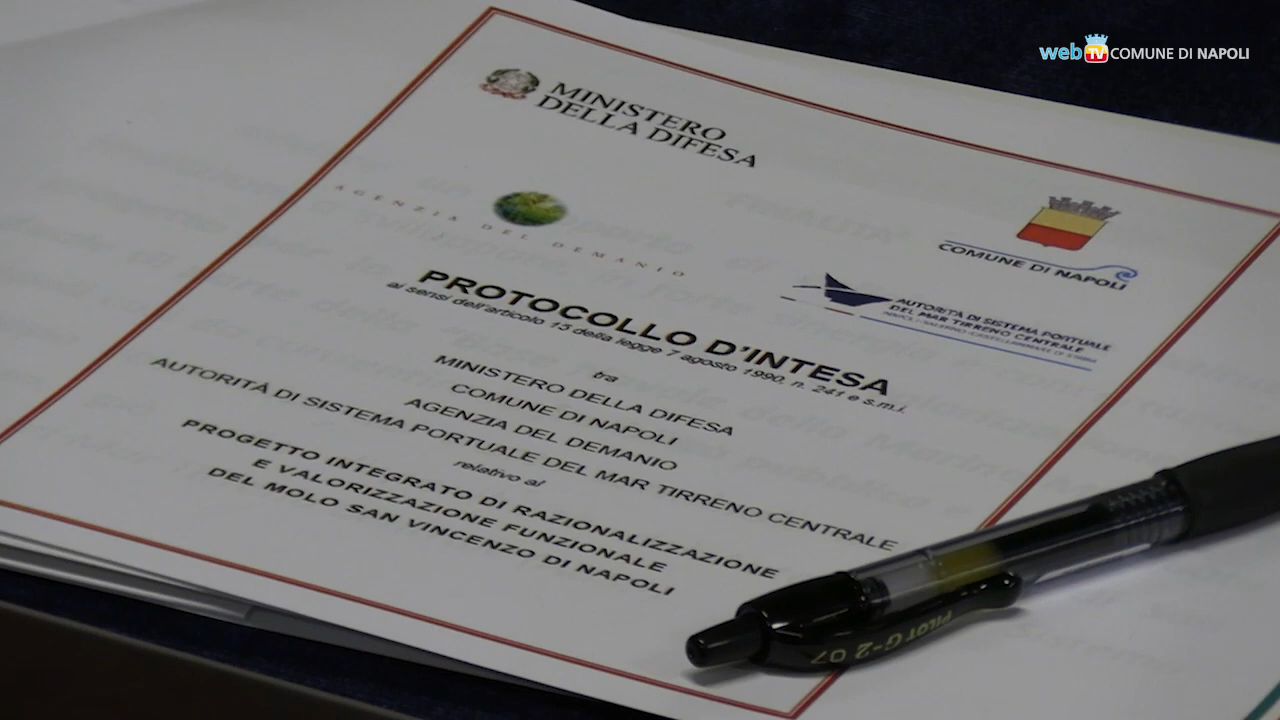 web TV COMUNE DI NAPOLI
MINISTERO
DELLA DIFESA
AGENZIA DEL DEMANIO
COMUNE DI NAPOLI
AUTORITÀ DI SISTEMA PORTUALE
DEL MAR TIRRENO CENTRALE
PROTOCOLLO D'INTESA
ai sensi dell'articolo 15 della legge 7 agosto 1990, n. 241 e s.m.i.
tra
MINISTERO DELLA DIFESA
COMUNE DI NAPOLI
AGENZIA DEL DEMANIO
AUTORITÀ DI SISTEMA PORTUALE DEL MAR TIRRENO CENTRALE
relativo al
PROGETTO INTEGRATO DI RAZIONALIZZAZIONE
E VALORIZZAZIONE FUNZIONALE
DEL MOLO SAN VINCENZO DI NAPOLI
PILOT G-2 07